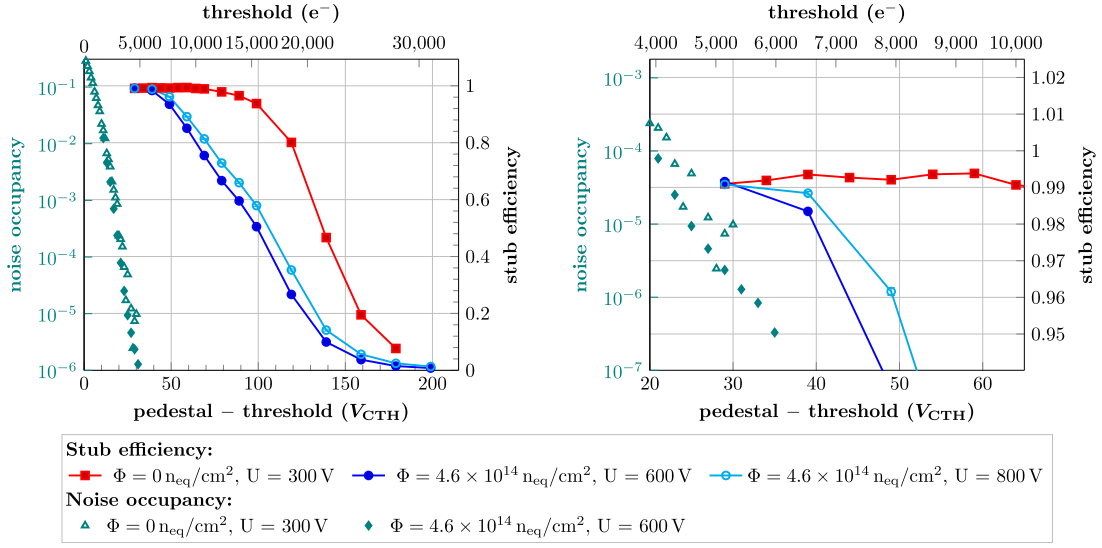 threshold (e⁻) threshold (e⁻)
0 5,000 10,000 15,000 20,000 30,000 4,000 5,000 6,000 7,000 8,000 9,000 10,000
noise occupancy
10⁻¹ 10⁻² 10⁻³ 10⁻⁴ 10⁻⁵ 10⁻⁶
1 0.8 0.6 0.4 0.2 0
stub efficiency
0 50 100 150 200
pedestal − threshold (V_CTH)
noise occupancy
10⁻³ 10⁻⁴ 10⁻⁵ 10⁻⁶ 10⁻⁷
1.02 1.01 1 0.99 0.98 0.97 0.96 0.95
stub efficiency
20 30 40 50 60
pedestal − threshold (V_CTH)
Stub efficiency:
Φ = 0 n_eq/cm², U = 300 V Φ = 4.6 × 10¹⁴ n_eq/cm², U = 600 V Φ = 4.6 × 10¹⁴ n_eq/cm², U = 800 V
Noise occupancy:
Φ = 0 n_eq/cm², U = 300 V Φ = 4.6 × 10¹⁴ n_eq/cm², U = 600 V